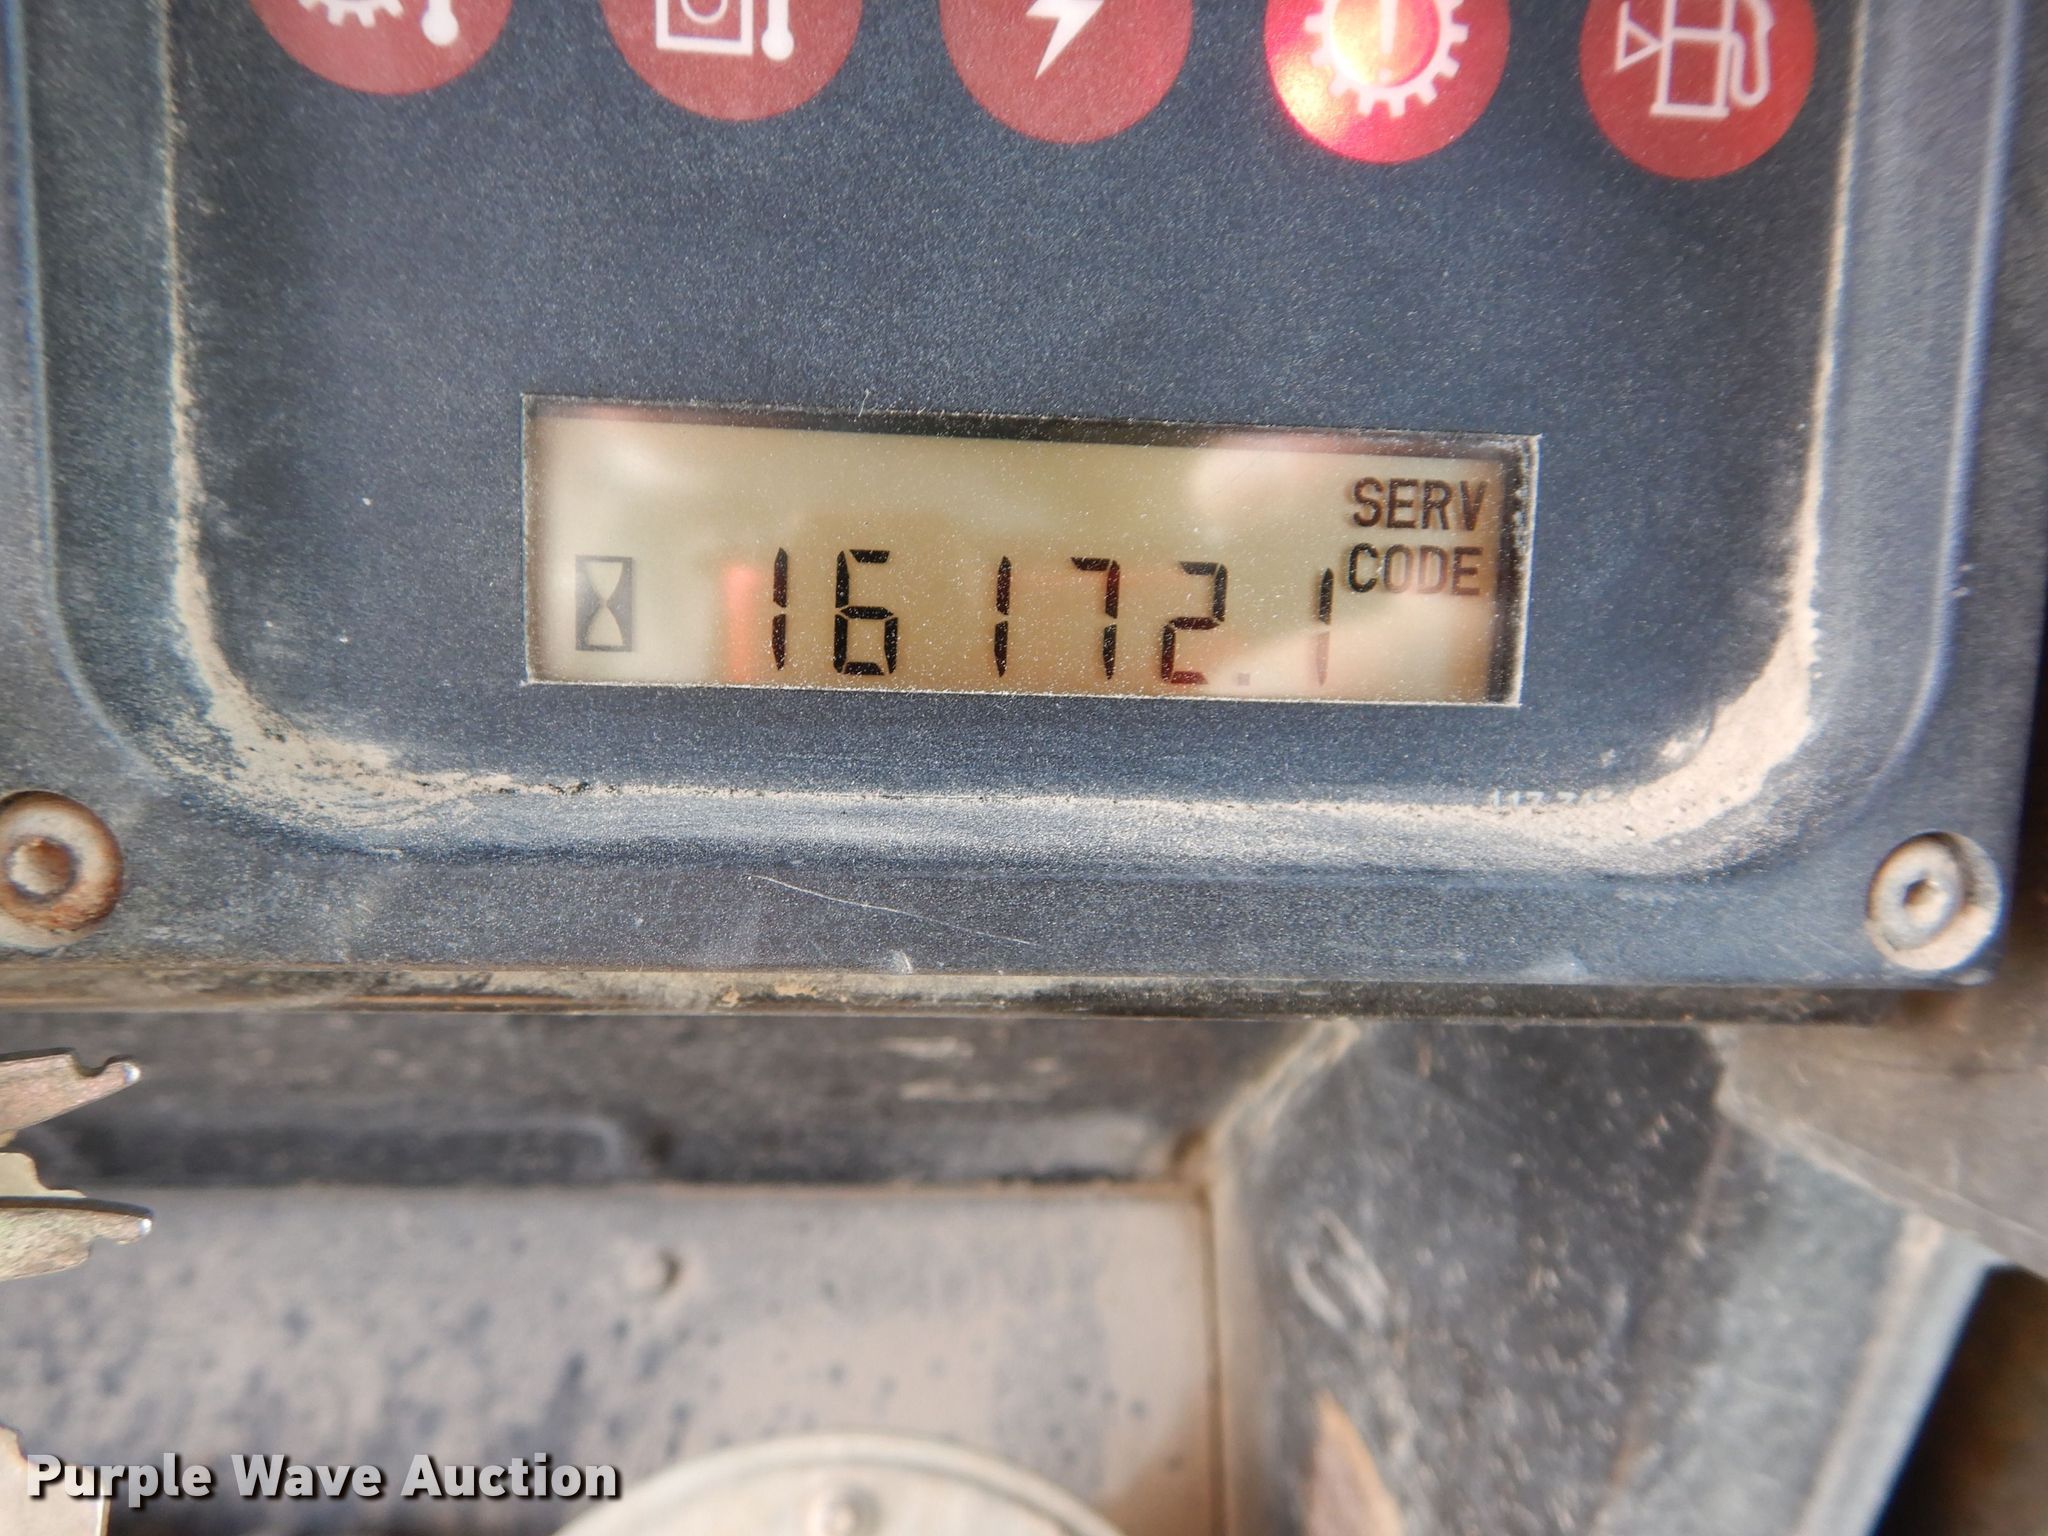 SERV
CODE
16172.1
Purple Wave Auction